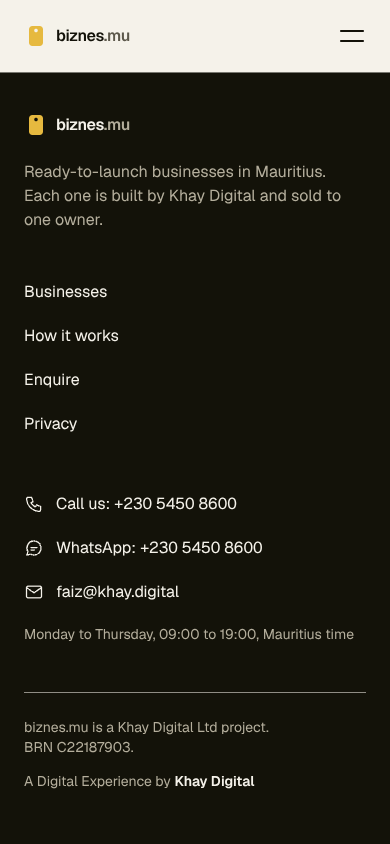 biznes.mu
biznes.mu
Ready-to-launch businesses in Mauritius.
Each one is built by Khay Digital and sold to
one owner.
Businesses
How it works
Enquire
Privacy
Call us: +230 5450 8600
WhatsApp: +230 5450 8600
faiz@khay.digital
Monday to Thursday, 09:00 to 19:00, Mauritius time
biznes.mu is a Khay Digital Ltd project.
BRN C22187903.
A Digital Experience by Khay Digital